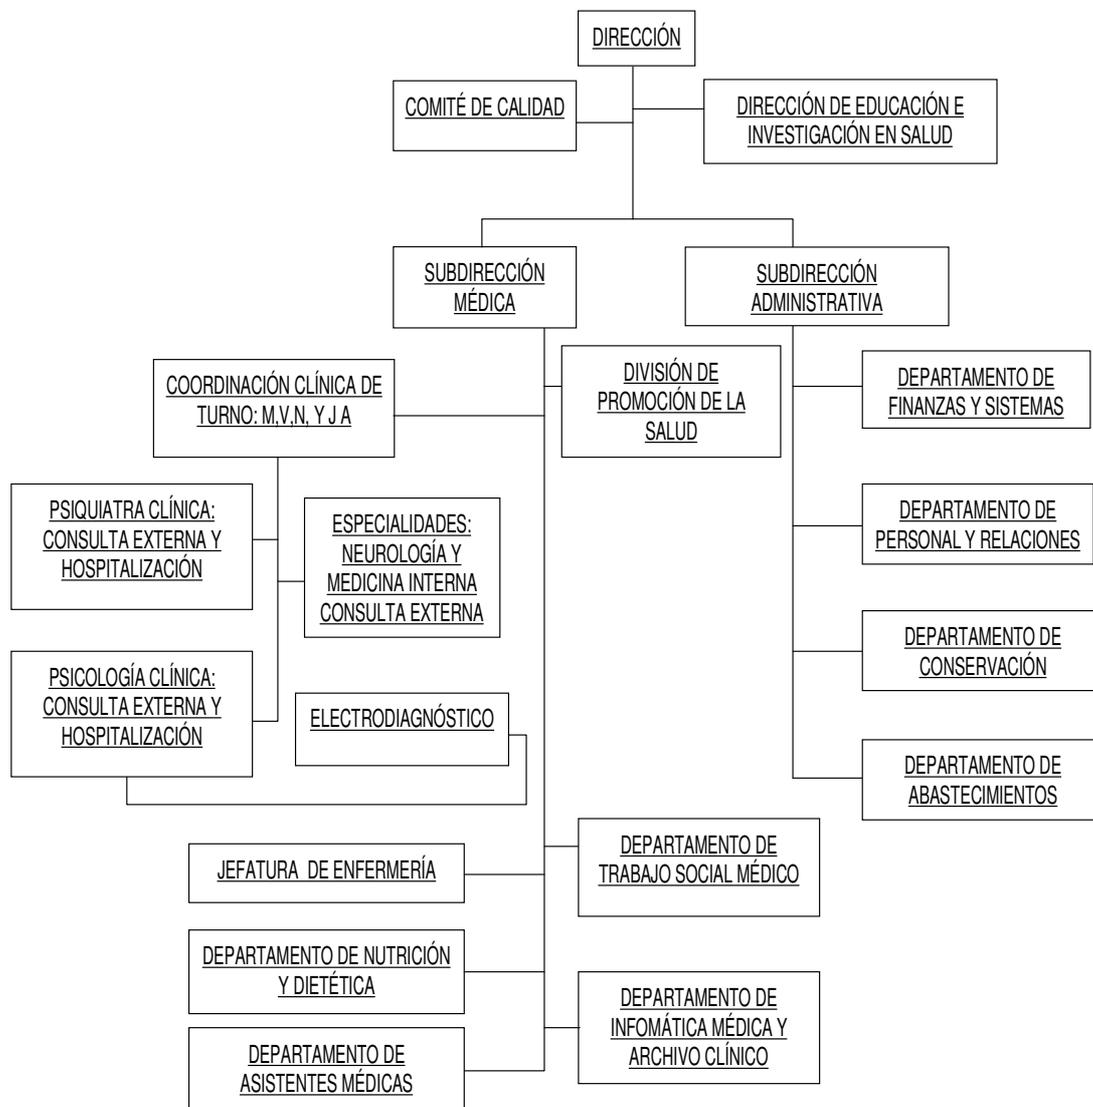 DIRECCIÓN
COMITÉ DE CALIDAD
DIRECCIÓN DE EDUCACIÓN E
INVESTIGACIÓN EN SALUD
SUBDIRECCIÓN
MÉDICA
SUBDIRECCIÓN
ADMINISTRATIVA
COORDINACIÓN CLÍNICA DE
TURNO: M,V,N, Y J A
DIVISIÓN DE
PROMOCIÓN DE LA
SALUD
DEPARTAMENTO DE
FINANZAS Y SISTEMAS
PSIQUIATRA CLÍNICA:
CONSULTA EXTERNA Y
HOSPITALIZACIÓN
ESPECIALIDADES:
NEUROLOGÍA Y
MEDICINA INTERNA
CONSULTA EXTERNA
DEPARTAMENTO DE
PERSONAL Y RELACIONES
PSICOLOGÍA CLÍNICA:
CONSULTA EXTERNA Y
HOSPITALIZACIÓN
ELECTRODIAGNÓSTICO
DEPARTAMENTO DE
CONSERVACIÓN
DEPARTAMENTO DE
ABASTECIMIENTOS
JEFATURA  DE ENFERMERÍA
DEPARTAMENTO DE
TRABAJO SOCIAL MÉDICO
DEPARTAMENTO DE NUTRICIÓN
Y DIETÉTICA
DEPARTAMENTO DE
INFOMÁTICA MÉDICA Y
ARCHIVO CLÍNICO
DEPARTAMENTO DE
ASISTENTES MÉDICAS